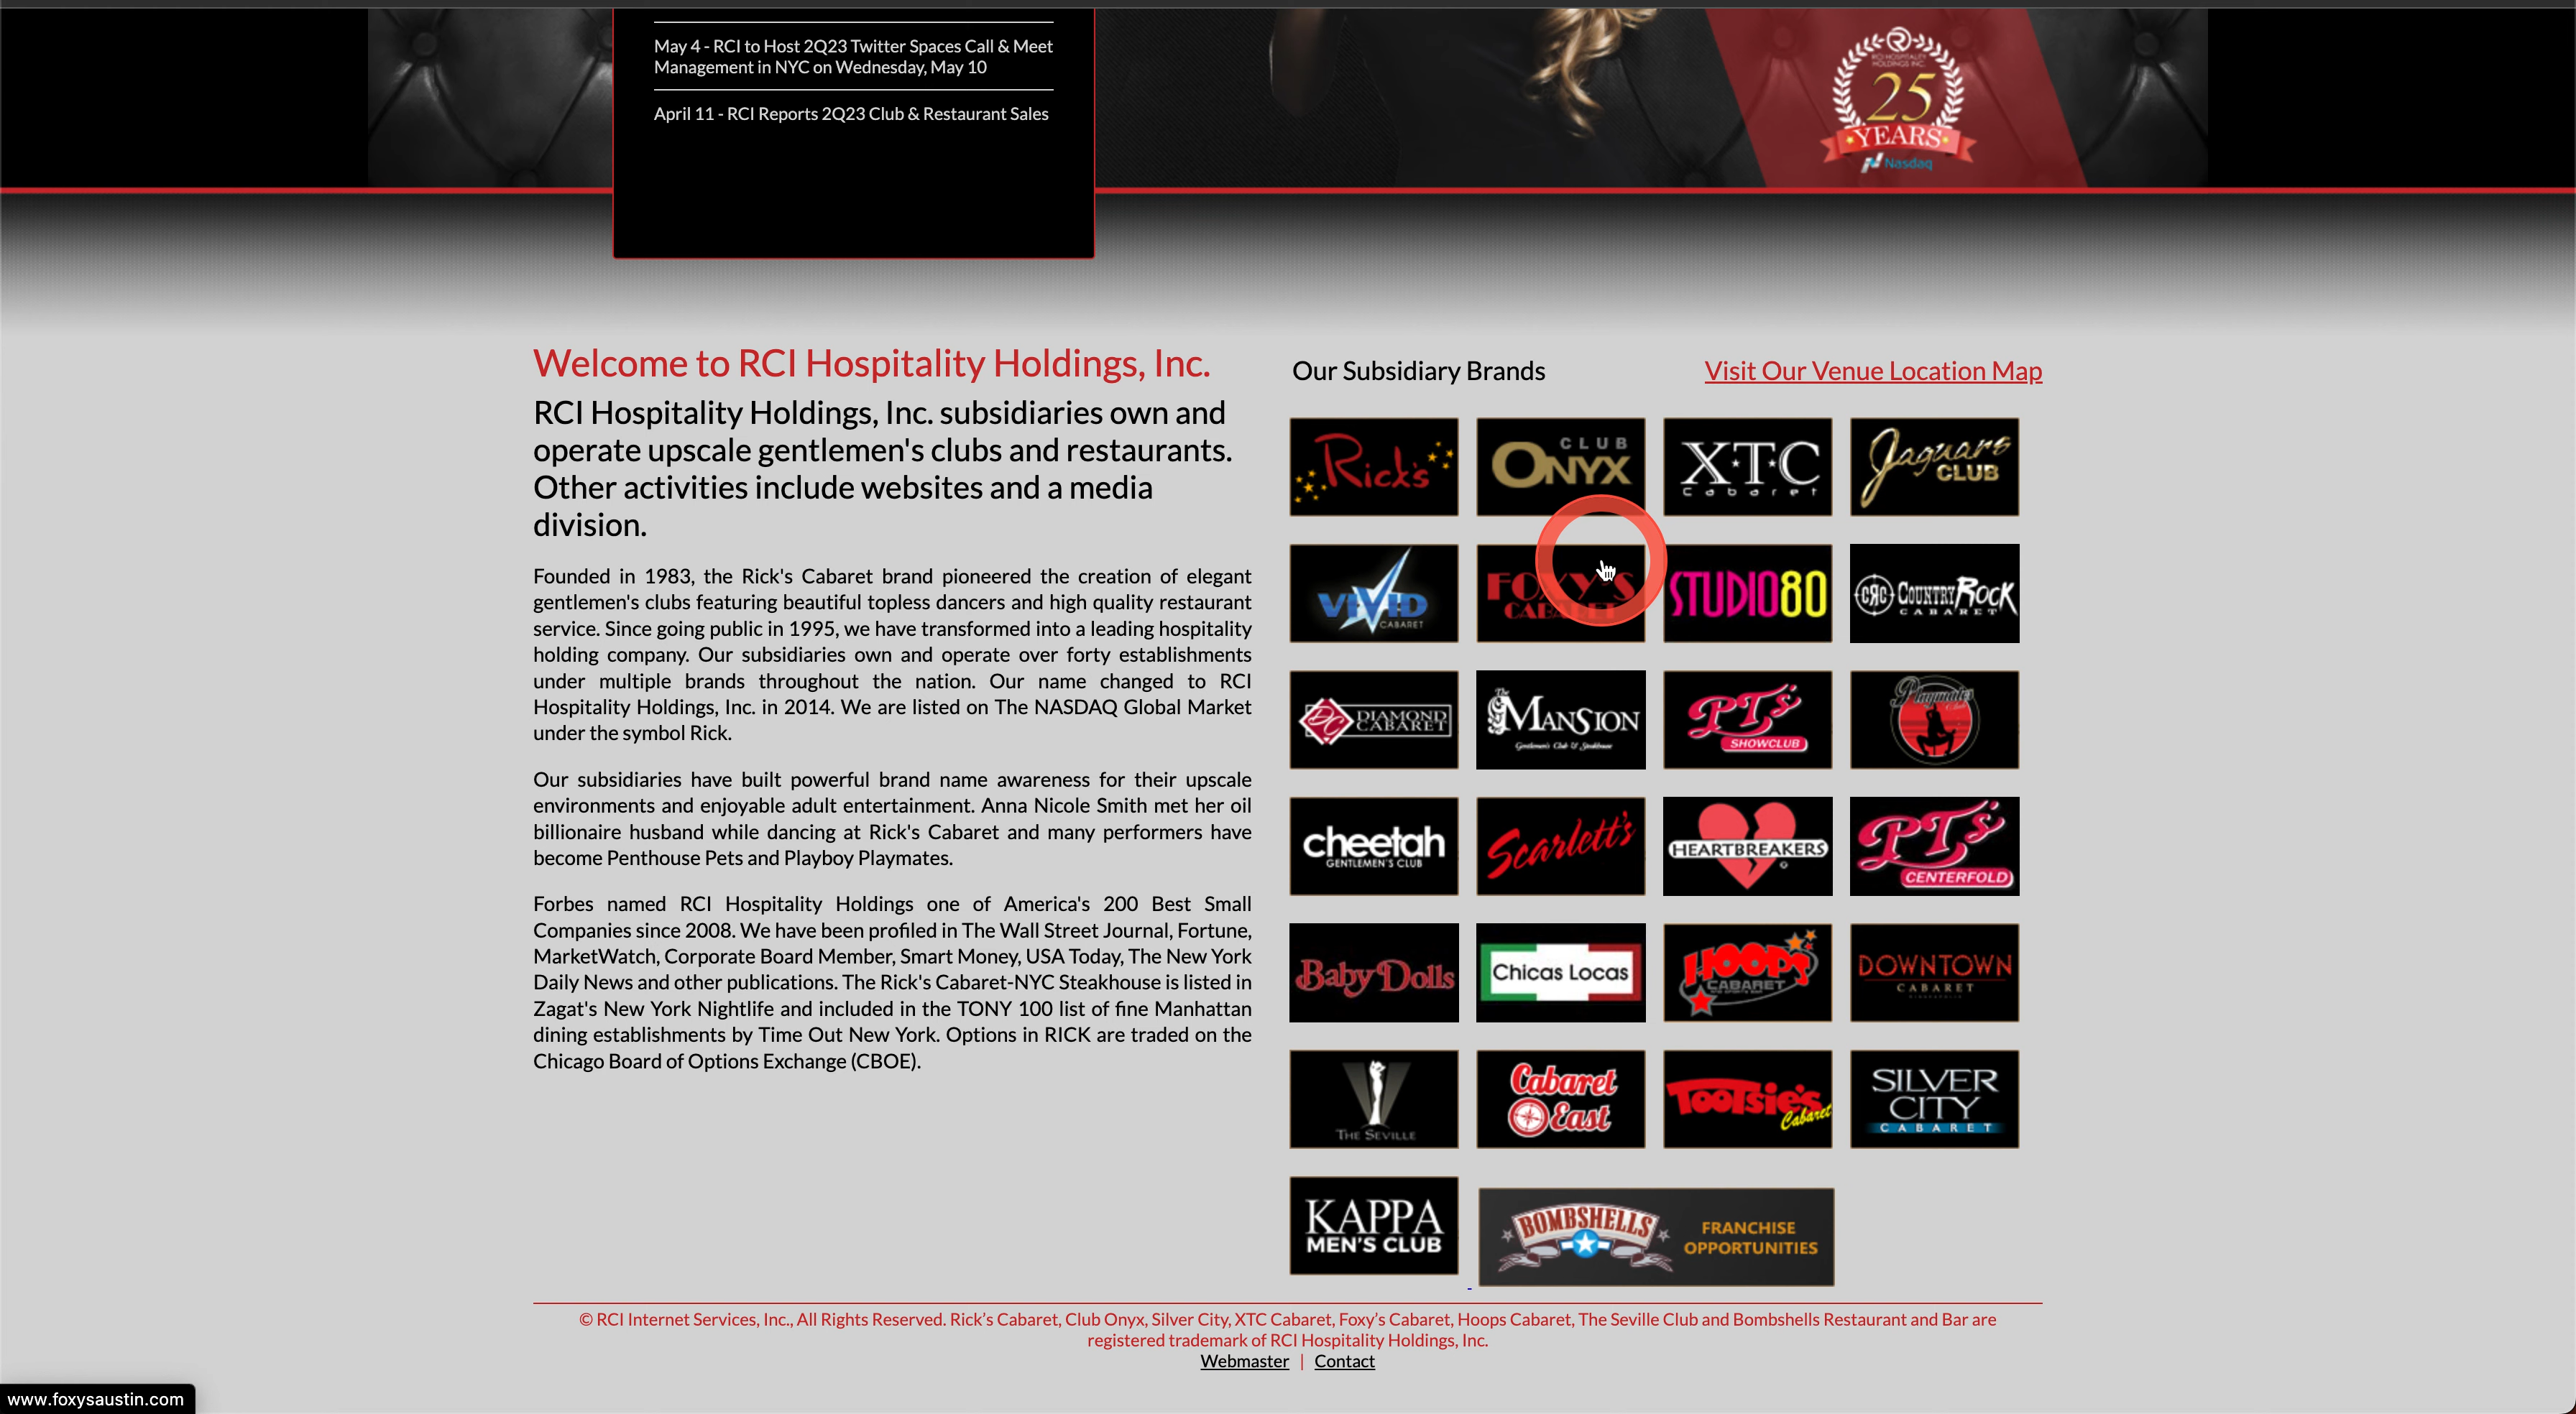 May 4 - RCI to Host 2Q23 Twitter Spaces Call & Meet
Management in NYC on Wednesday, May 10
April 11 - RCI Reports 2Q23 Club & Restaurant Sales
RCI HOSPITALITY
HOLDINGS INC.
25
YEARS
Nasdaq
Welcome to RCI Hospitality Holdings, Inc.
RCI Hospitality Holdings, Inc. subsidiaries own and
operate upscale gentlemen's clubs and restaurants.
Other activities include websites and a media
division.
Founded in 1983, the Rick's Cabaret brand pioneered the creation of elegant
gentlemen's clubs featuring beautiful topless dancers and high quality restaurant
service. Since going public in 1995, we have transformed into a leading hospitality
holding company. Our subsidiaries own and operate over forty establishments
under multiple brands throughout the nation. Our name changed to RCI
Hospitality Holdings, Inc. in 2014. We are listed on The NASDAQ Global Market
under the symbol Rick.
Our subsidiaries have built powerful brand name awareness for their upscale
environments and enjoyable adult entertainment. Anna Nicole Smith met her oil
billionaire husband while dancing at Rick's Cabaret and many performers have
become Penthouse Pets and Playboy Playmates.
Forbes named RCI Hospitality Holdings one of America's 200 Best Small
Companies since 2008. We have been profiled in The Wall Street Journal, Fortune,
MarketWatch, Corporate Board Member, Smart Money, USA Today, The New York
Daily News and other publications. The Rick's Cabaret-NYC Steakhouse is listed in
Zagat's New York Nightlife and included in the TONY 100 list of fine Manhattan
dining establishments by Time Out New York. Options in RICK are traded on the
Chicago Board of Options Exchange (CBOE).
Our Subsidiary Brands
Visit Our Venue Location Map
Rick's
CLUB
ONYX
XTC
Cabaret
Jaguars
CLUB
VIVID
CABARET
FOXY'S
CABARET
STUDIO80
CRC COUNTRY ROCK
CABARET
DC DIAMOND
CABARET
The
MANSION
Gentlemen's Club & Steakhouse
PT's
SHOWCLUB
Playmates
cheetah
GENTLEMEN'S CLUB
Scarlett's
HEARTBREAKERS
PT's
CENTERFOLD
Baby Dolls
Chicas Locas
HOOPS
CABARET
DOWNTOWN
CABARET
THE SEVILLE
Cabaret
East
TOOTSIE'S
Cabaret
SILVER
CITY
CABARET
KAPPA
MEN'S CLUB
BOMBSHELLS
FRANCHISE
OPPORTUNITIES
© RCI Internet Services, Inc., All Rights Reserved. Rick’s Cabaret, Club Onyx, Silver City, XTC Cabaret, Foxy’s Cabaret, Hoops Cabaret, The Seville Club and Bombshells Restaurant and Bar are
registered trademark of RCI Hospitality Holdings, Inc.
Webmaster | Contact
www.foxysaustin.com